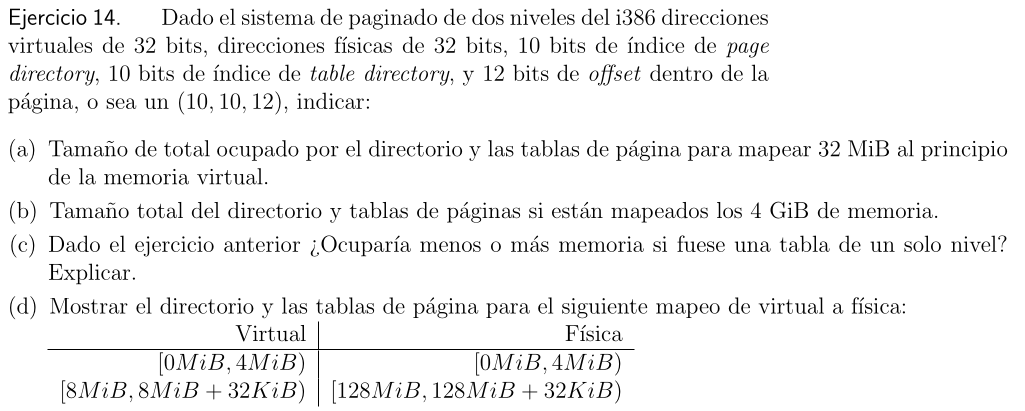 Ejercicio 14. Dado el sistema de paginado de dos niveles del i386 direcciones
virtuales de 32 bits, direcciones físicas de 32 bits, 10 bits de índice de page
directory, 10 bits de índice de table directory, y 12 bits de offset dentro de la
página, o sea un (10, 10, 12), indicar:
(a) Tamaño de total ocupado por el directorio y las tablas de página para mapear 32 MiB al principio
de la memoria virtual.
(b) Tamaño total del directorio y tablas de páginas si están mapeados los 4 GiB de memoria.
(c) Dado el ejercicio anterior ¿Ocuparía menos o más memoria si fuese una tabla de un solo nivel?
Explicar.
(d) Mostrar el directorio y las tablas de página para el siguiente mapeo de virtual a física:
Virtual Física
[0MiB, 4MiB) [0MiB, 4MiB)
[8MiB, 8MiB + 32KiB) [128MiB, 128MiB + 32KiB)